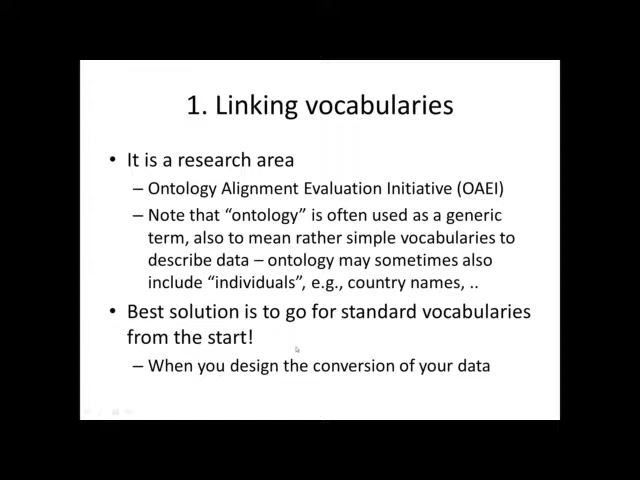 1. Linking vocabularies
• It is a research area
– Ontology Alignment Evaluation Initiative (OAEI)
– Note that “ontology” is often used as a generic
term, also to mean rather simple vocabularies to
describe data – ontology may sometimes also
include “individuals”, e.g., country names, ..
• Best solution is to go for standard vocabularies
from the start!
– When you design the conversion of your data